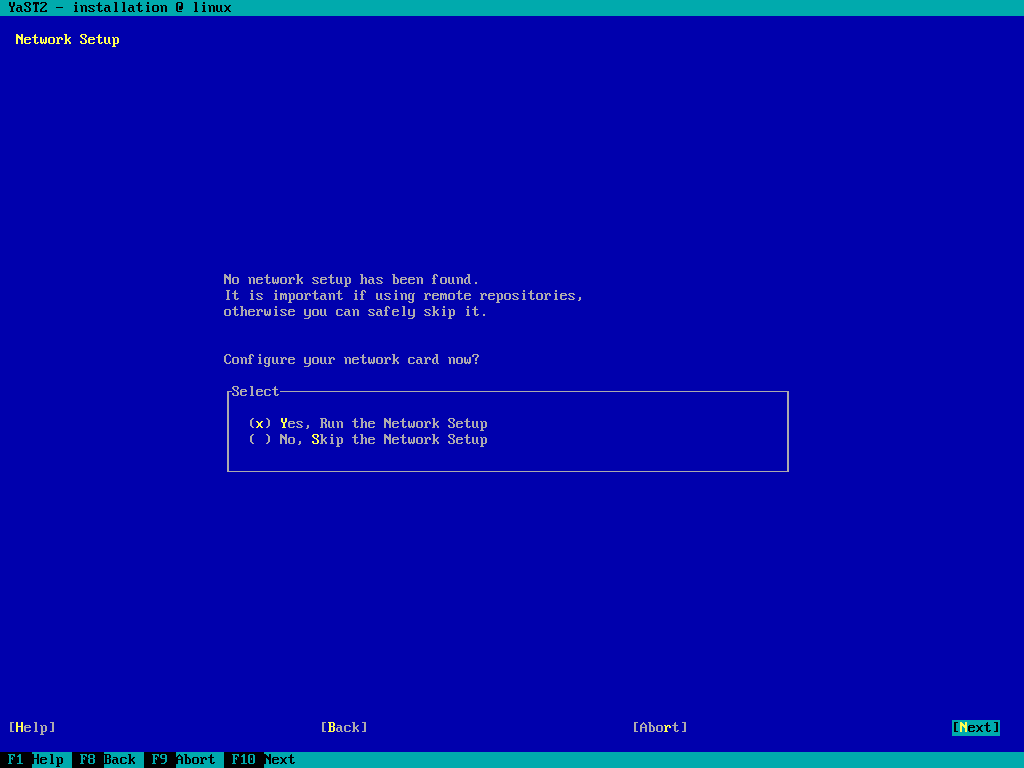 YaST2 - installation @ linux
Network Setup
No network setup has been found.
It is important if using remote repositories,
otherwise you can safely skip it.
Configure your network card now?
Select
(x) Yes, Run the Network Setup
( ) No, Skip the Network Setup
[Help] [Back] [Abort] [Next]
F1 Help F8 Back F9 Abort F10 Next